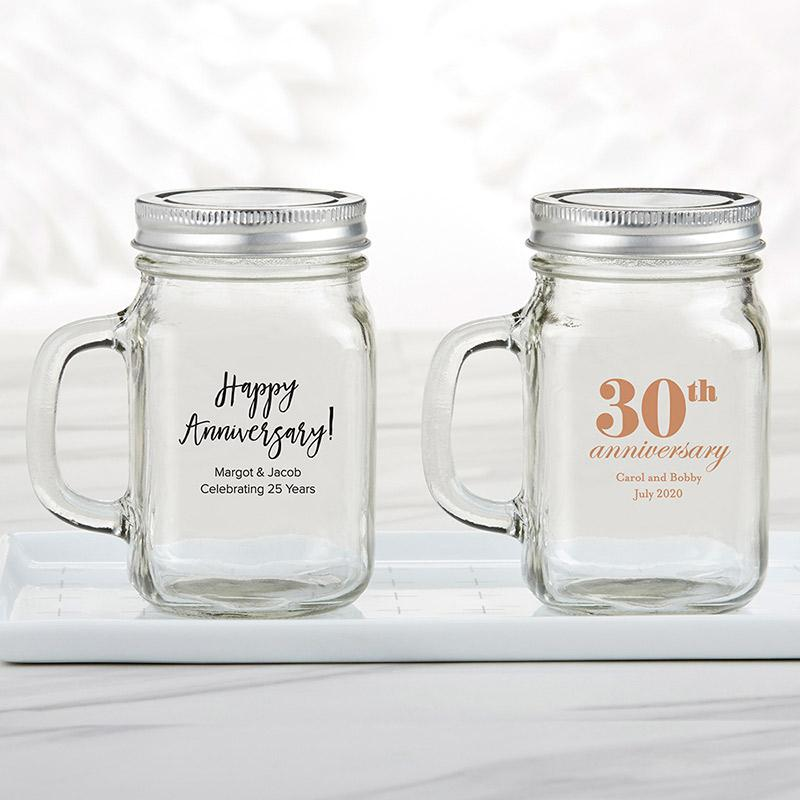 Happy
Anniversary!
Margot & Jacob
Celebrating 25 Years
30th
anniversary
Carol and Bobby
July 2020